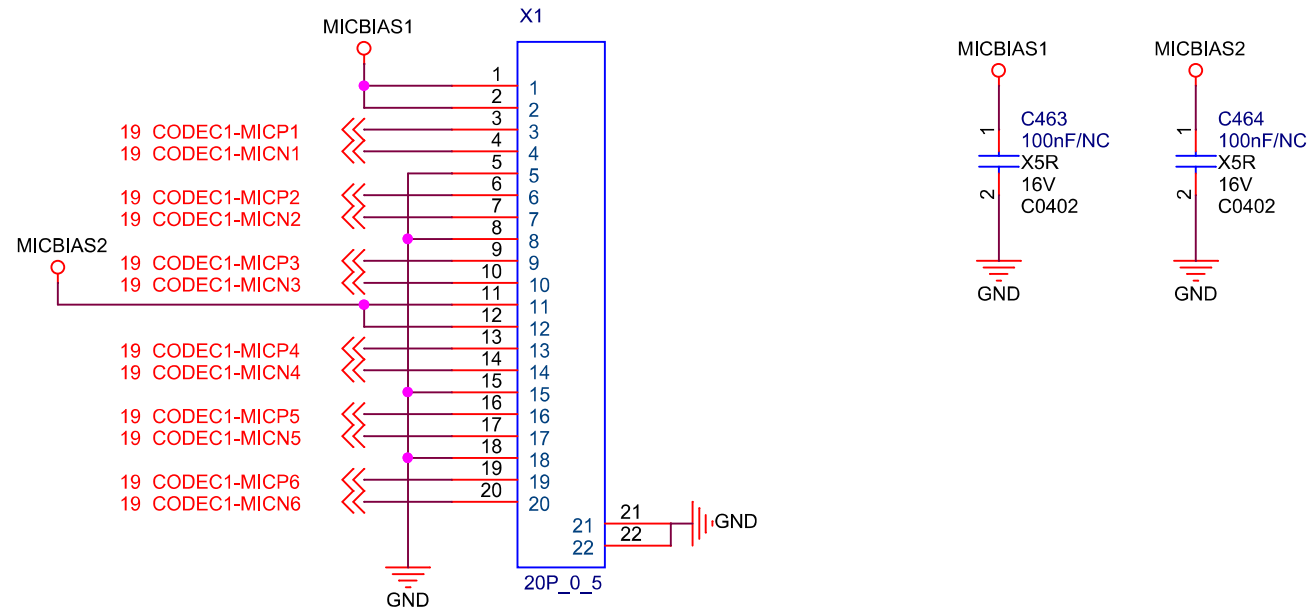 X1
MICBIAS1
1 1
2 2
19 CODEC1-MICP1 3 3
19 CODEC1-MICN1 4 4
5 5
19 CODEC1-MICP2 6 6
19 CODEC1-MICN2 7 7
8 8
MICBIAS2
19 CODEC1-MICP3 9 9
19 CODEC1-MICN3 10 10
11 11
12 12
19 CODEC1-MICP4 13 13
19 CODEC1-MICN4 14 14
15 15
19 CODEC1-MICP5 16 16
19 CODEC1-MICN5 17 17
18 18
19 CODEC1-MICP6 19 19
19 CODEC1-MICN6 20 20
21 21 GND
22 22
20P_0_5
GND
MICBIAS1
1
C463
100nF/NC
X5R
16V
2
C0402
GND
MICBIAS2
1
C464
100nF/NC
X5R
16V
2
C0402
GND